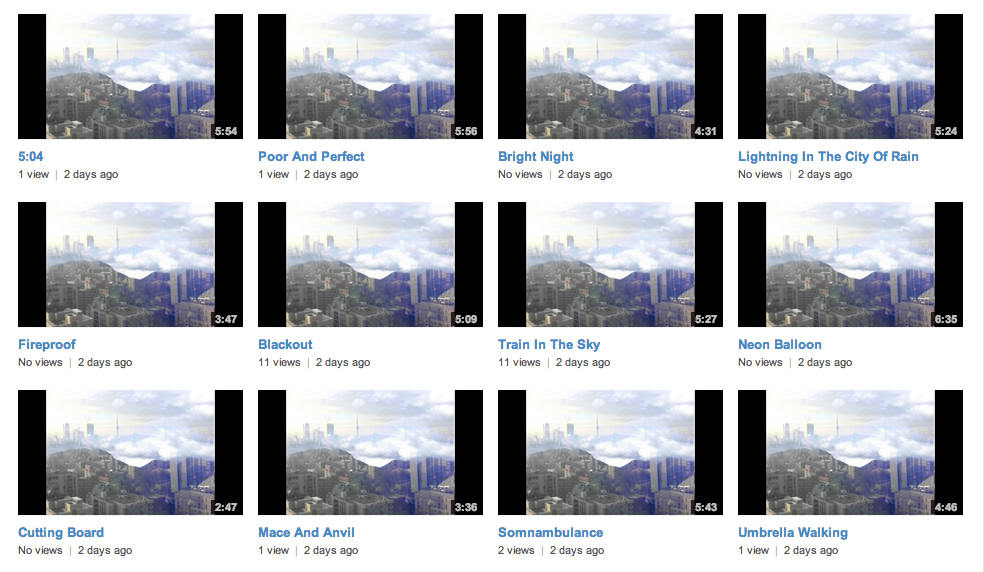 5:54 5:56 4:31 5:24
5:04 Poor And Perfect Bright Night Lightning In The City Of Rain
1 view | 2 days ago 1 view | 2 days ago No views | 2 days ago No views | 2 days ago
3:47 5:09 5:27 6:35
Fireproof Blackout Train In The Sky Neon Balloon
No views | 2 days ago 11 views | 2 days ago 11 views | 2 days ago No views | 2 days ago
2:47 3:36 5:43 4:46
Cutting Board Mace And Anvil Somnambulance Umbrella Walking
No views | 2 days ago 1 view | 2 days ago 2 views | 2 days ago 1 view | 2 days ago